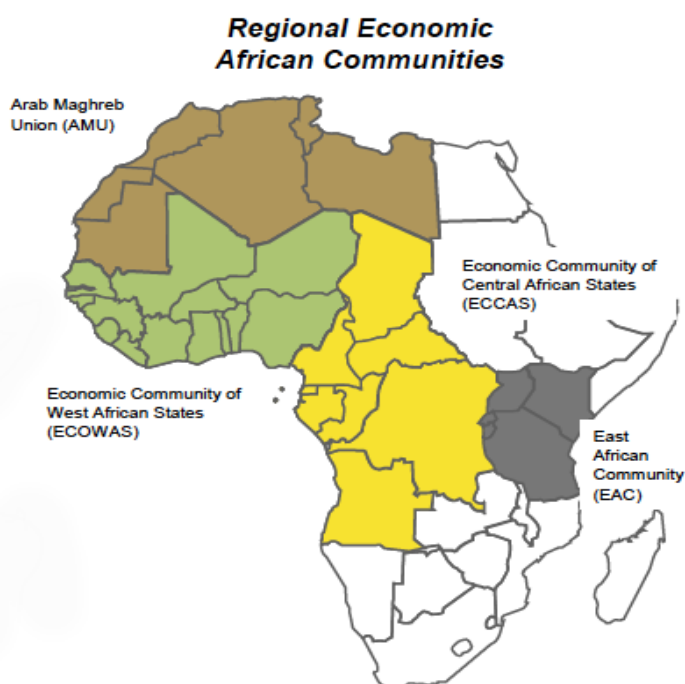 Regional Economic
African Communities
Arab Maghreb
Union (AMU)
Economic Community of
Central African States
(ECCAS)
Economic Community of
West African States
(ECOWAS)
East
African
Community
(EAC)